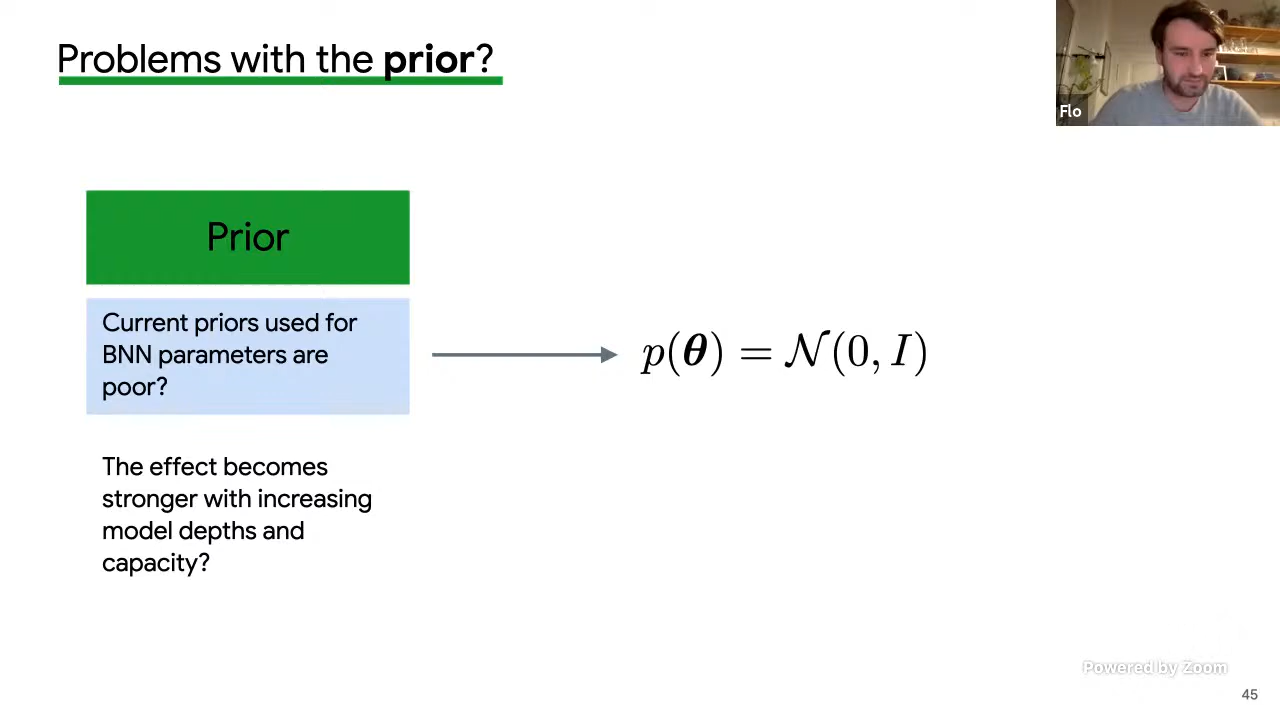 Problems with the prior?
Flo
Prior
Current priors used for
BNN parameters are
poor?
p(θ) = 𝒩(0, I)
The effect becomes
stronger with increasing
model depths and
capacity?
Powered by Zoom
45